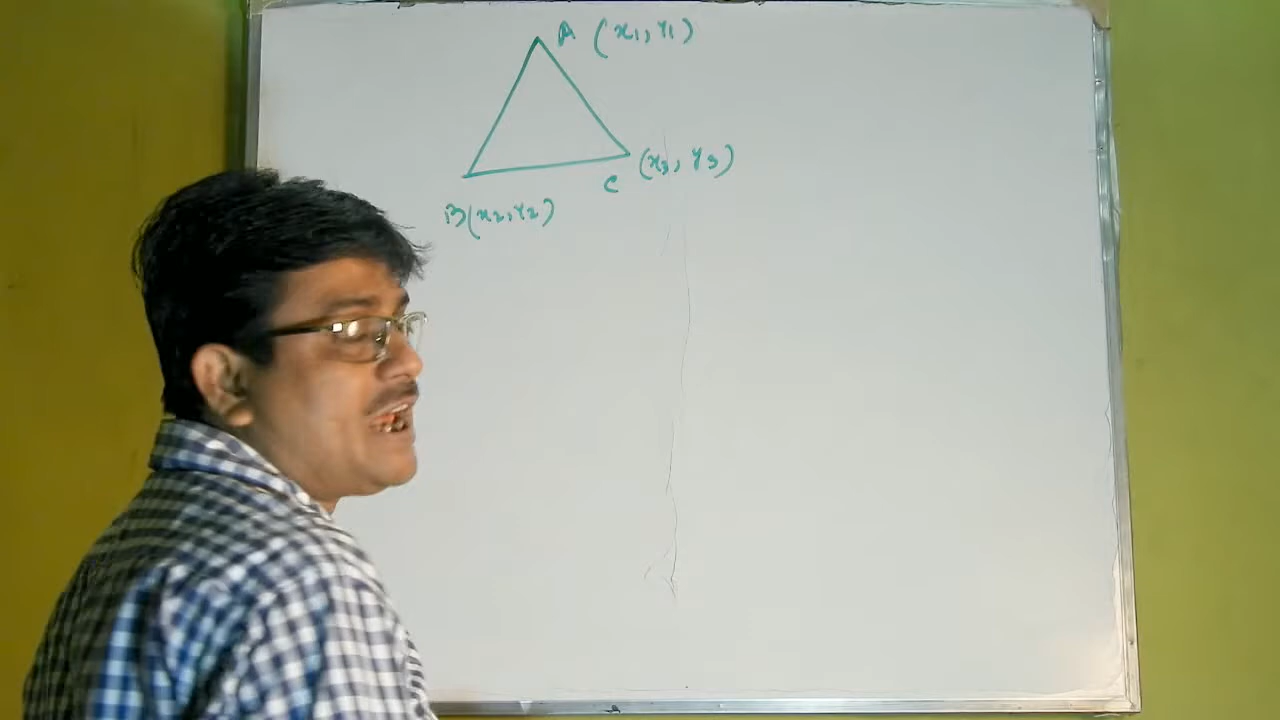 A (x1, y1)
C (x3, y3)
B(x2, y2)